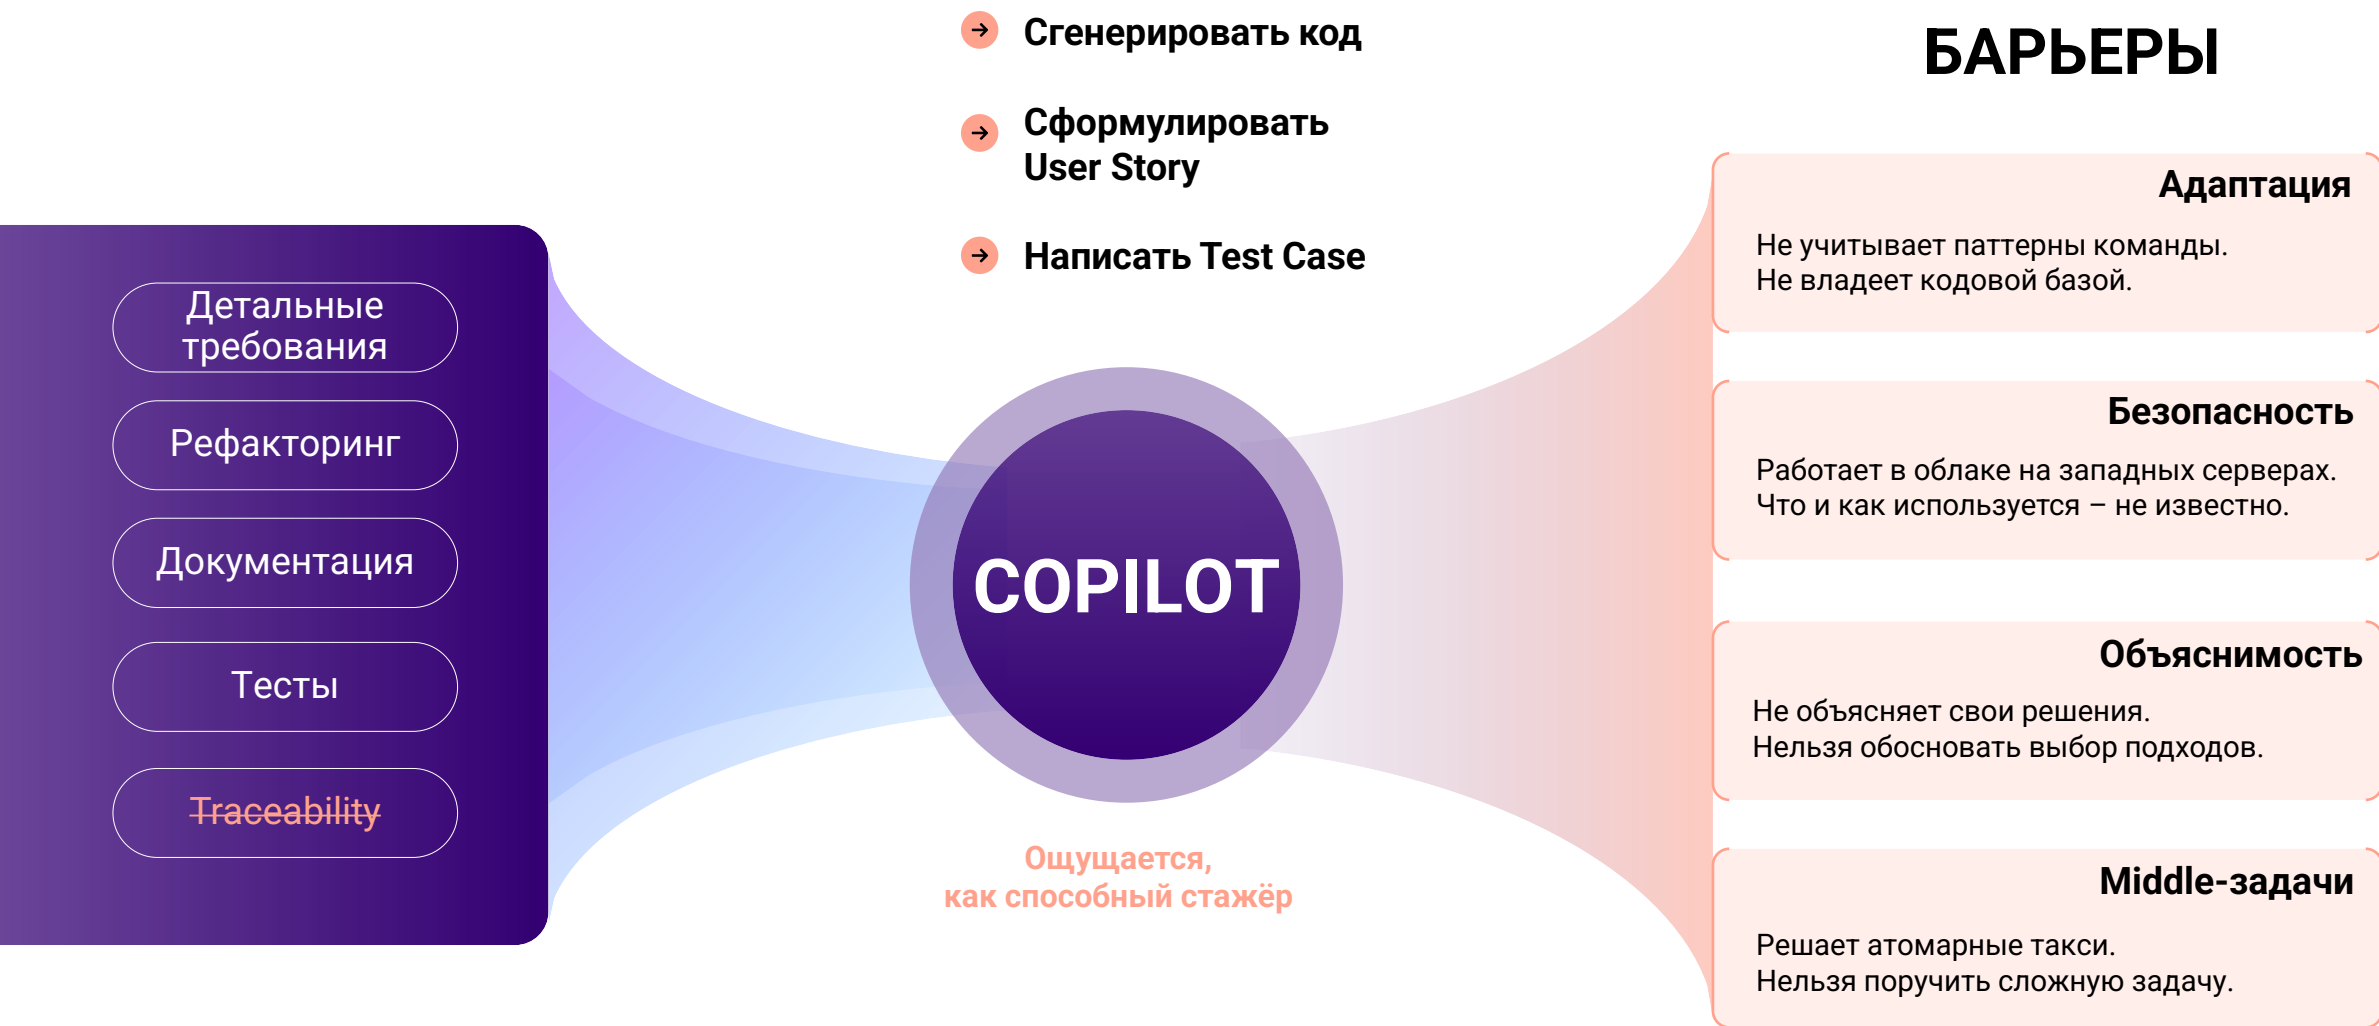 Сгенерировать код
Сформулировать
User Story
Написать Test Case
Детальные
требования
Рефакторинг
Документация
Тесты
Traceability
COPILOT
Ощущается,
как способный стажёр
БАРЬЕРЫ
Адаптация
Не учитывает паттерны команды.
Не владеет кодовой базой.
Безопасность
Работает в облаке на западных серверах.
Что и как используется – не известно.
Объяснимость
Не объясняет свои решения.
Нельзя обосновать выбор подходов.
Middle-задачи
Решает атомарные такси.
Нельзя поручить сложную задачу.